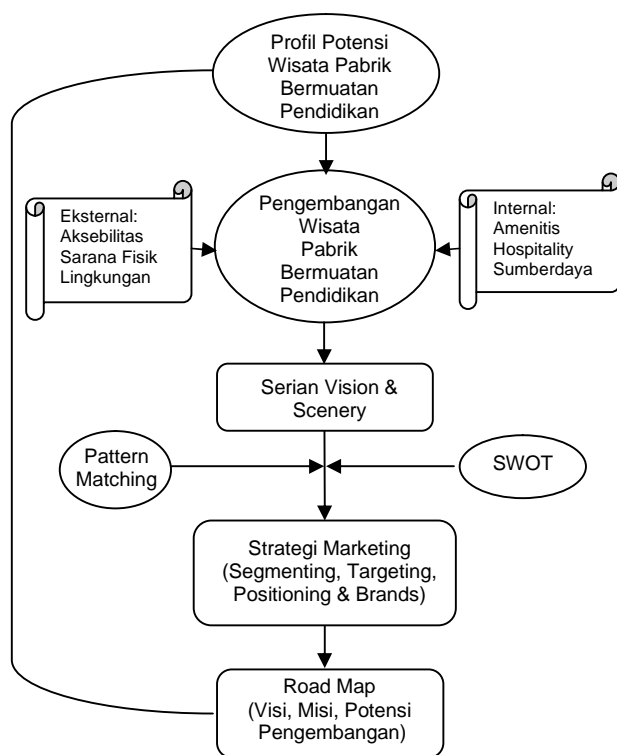 Profil Potensi
Wisata Pabrik
Bermuatan
Pendidikan
Eksternal:
Aksebilitas
Sarana Fisik
Lingkungan
Pengembangan
Wisata
Pabrik
Bermuatan
Pendidikan
Internal:
Amenitis
Hospitality
Sumberdaya
Serian Vision &
Scenery
Pattern
Matching
SWOT
Strategi Marketing
(Segmenting, Targeting,
Positioning & Brands)
Road Map
(Visi, Misi, Potensi
Pengembangan)